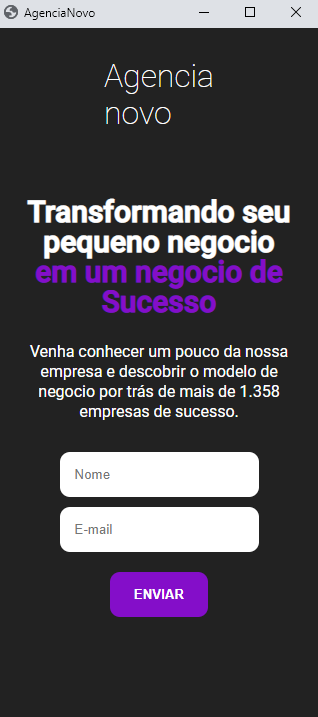 AgenciaNovo
Agencia
novo
Transformando seu
pequeno negocio
em um negocio de
Sucesso
Venha conhecer um pouco da nossa
empresa e descobrir o modelo de
negocio por trás de mais de 1.358
empresas de sucesso.
Nome
E-mail
ENVIAR